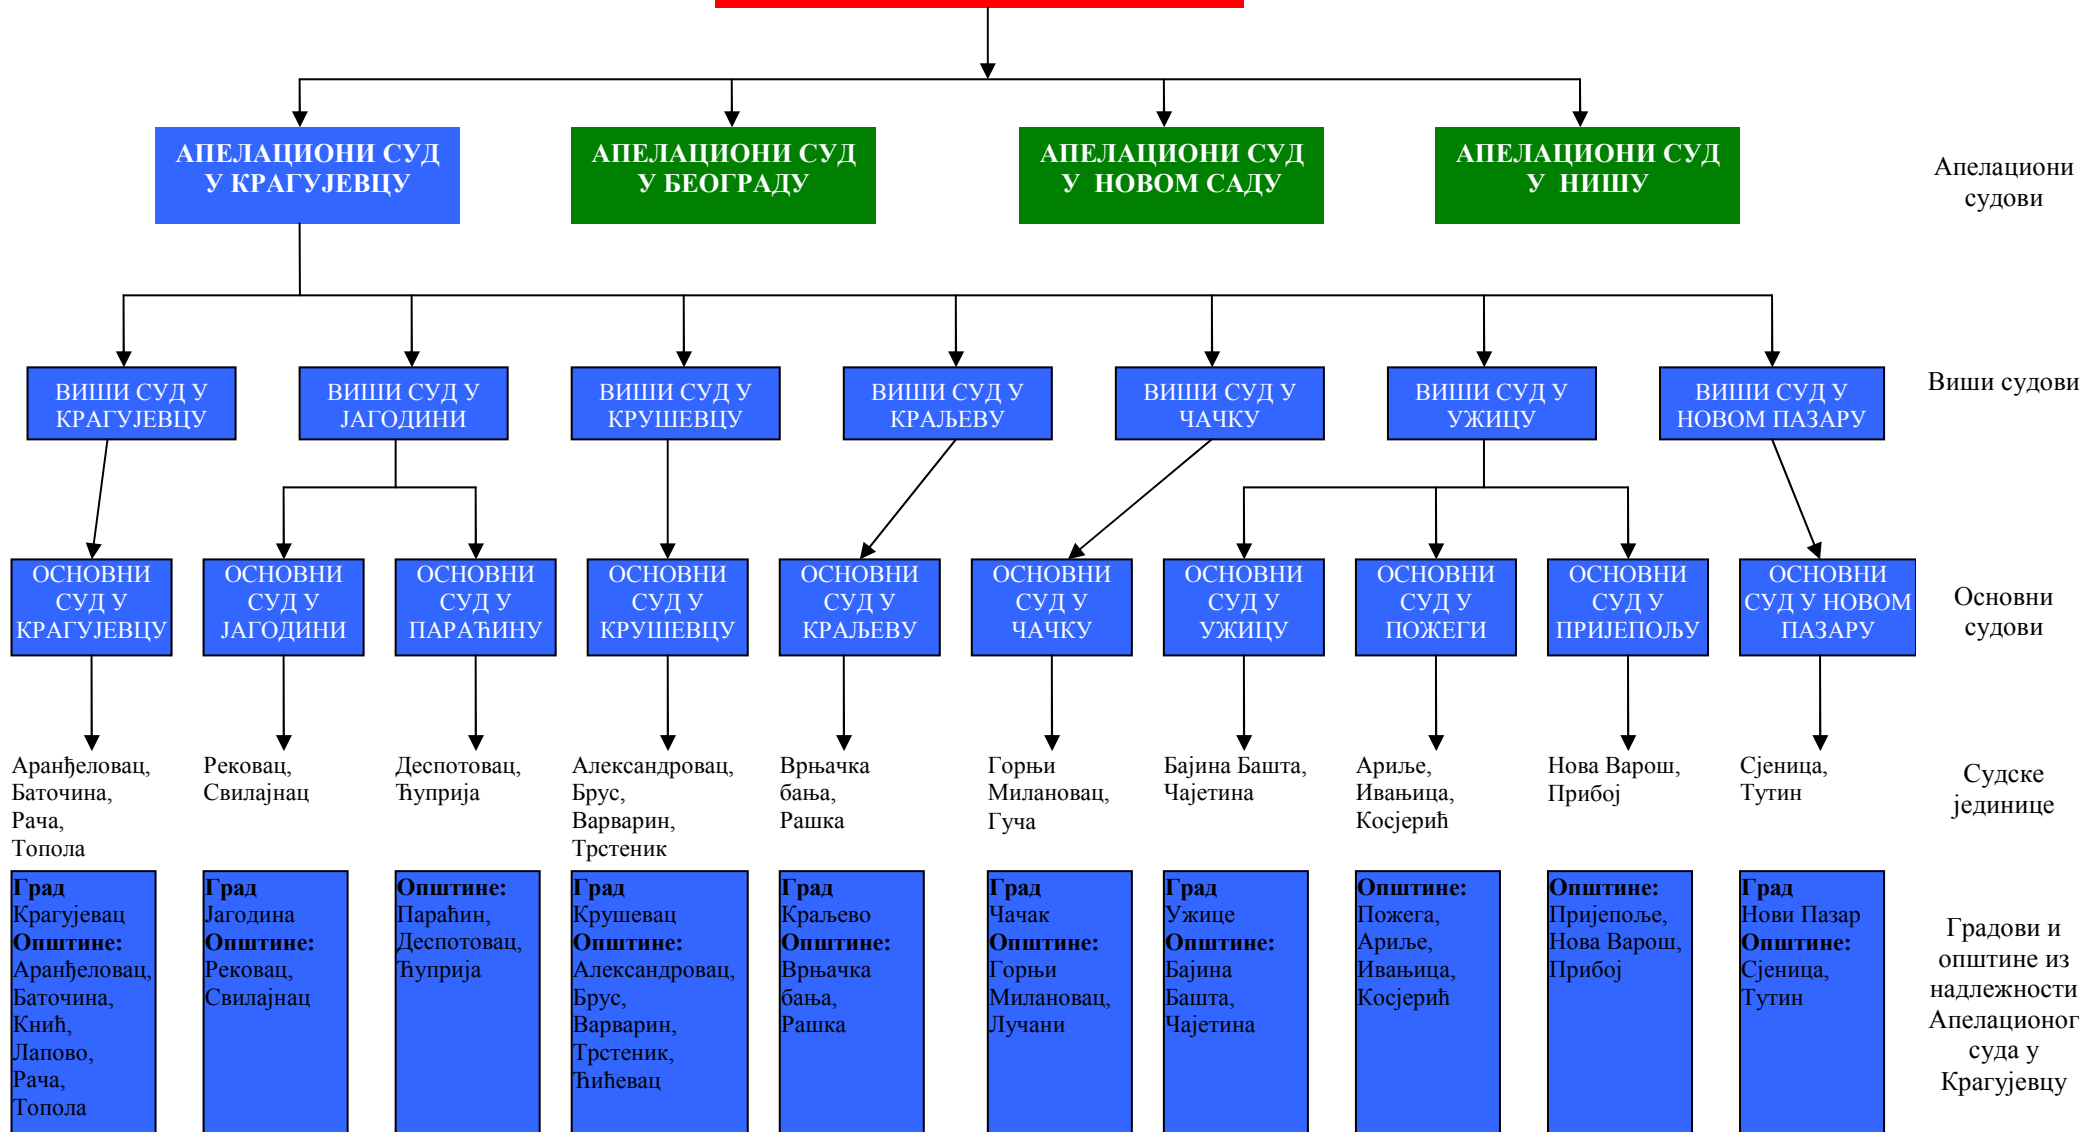 АПЕЛАЦИОНИ СУД
У КРАГУЈЕВЦУ
АПЕЛАЦИОНИ СУД
У БЕОГРАДУ
АПЕЛАЦИОНИ СУД
У НОВОМ САДУ
АПЕЛАЦИОНИ СУД
У НИШУ
Апелациони
судови
ВИШИ СУД У
КРАГУЈЕВЦУ
ВИШИ СУД У
ЈАГОДИНИ
ВИШИ СУД У
КРУШЕВЦУ
ВИШИ СУД У
КРАЉЕВУ
ВИШИ СУД У
ЧАЧКУ
ВИШИ СУД У
УЖИЦУ
ВИШИ СУД У
НОВОМ ПАЗАРУ
Виши судови
ОСНОВНИ
СУД У
КРАГУЈЕВЦУ
ОСНОВНИ
СУД У
ЈАГОДИНИ
ОСНОВНИ
СУД У
ПАРАЋИНУ
ОСНОВНИ
СУД У
КРУШЕВЦУ
ОСНОВНИ
СУД У
КРАЉЕВУ
ОСНОВНИ
СУД У
ЧАЧКУ
ОСНОВНИ
СУД У
УЖИЦУ
ОСНОВНИ
СУД У
ПОЖЕГИ
ОСНОВНИ
СУД У
ПРИЈЕПОЉУ
ОСНОВНИ
СУД У НОВОМ
ПАЗАРУ
Основни
судови
Аранђеловац,
Баточина,
Рача,
Топола
Рековац,
Свилајнац
Деспотовац,
Ћуприја
Александровац,
Брус,
Варварин,
Трстеник
Врњачка
бања,
Рашка
Горњи
Милановац,
Гуча
Бајина Башта,
Чајетина
Ариље,
Ивањица,
Косјерић
Нова Варош,
Прибој
Сјеница,
Тутин
Судске
јединице
Град
Крагујевац
Општине:
Аранђеловац,
Баточина,
Кнић,
Лапово,
Рача,
Топола
Град
Јагодина
Општине:
Рековац,
Свилајнац
Општине:
Параћин,
Деспотовац,
Ћуприја
Град
Крушевац
Општине:
Александровац,
Брус,
Варварин,
Трстеник,
Ћићевац
Град
Краљево
Општине:
Врњачка
бања,
Рашка
Град
Чачак
Општине:
Горњи
Милановац,
Лучани
Град
Ужице
Општине:
Бајина
Башта,
Чајетина
Општине:
Пожега,
Ариље,
Ивањица,
Косјерић
Општине:
Пријепоље,
Нова Варош,
Прибој
Град
Нови Пазар
Општине:
Сјеница,
Тутин
Градови и
општине из
надлежности
Апелационог
суда у
Крагујевцу